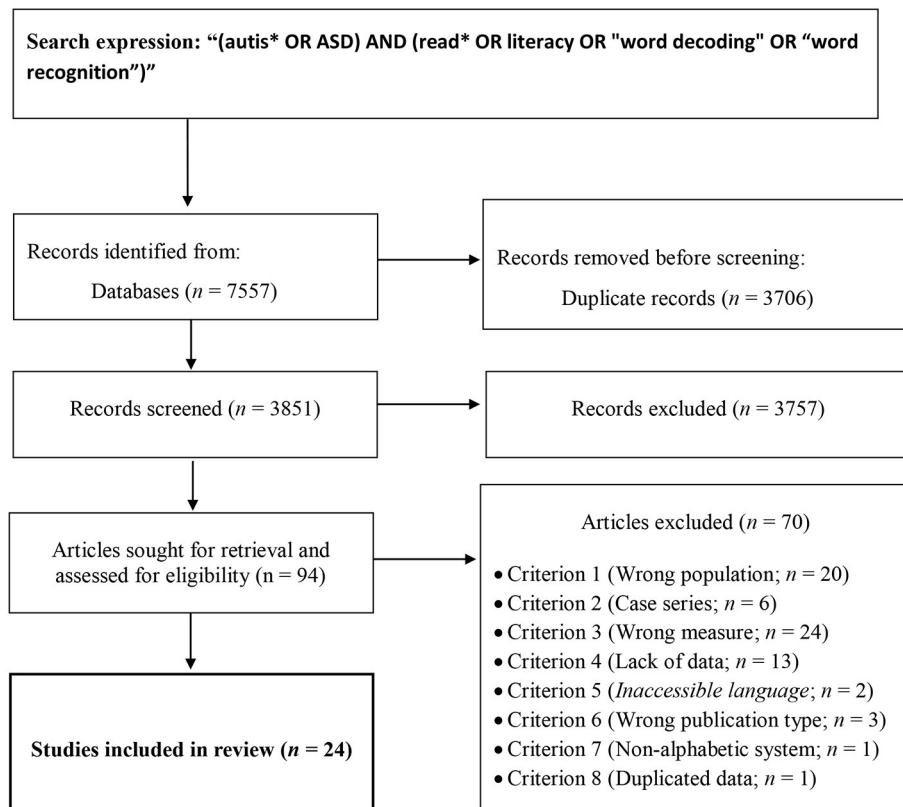 Search expression: “(autis* OR ASD) AND (read* OR literacy OR "word decoding" OR “word
recognition”)”
Records identified from:
Databases (n = 7557)
Records removed before screening:
Duplicate records (n = 3706)
Records screened (n = 3851)
Records excluded (n = 3757)
Articles sought for retrieval and
assessed for eligibility (n = 94)
Articles excluded (n = 70)
• Criterion 1 (Wrong population; n = 20)
• Criterion 2 (Case series; n = 6)
• Criterion 3 (Wrong measure; n = 24)
• Criterion 4 (Lack of data; n = 13)
• Criterion 5 (Inaccessible language; n = 2)
• Criterion 6 (Wrong publication type; n = 3)
• Criterion 7 (Non-alphabetic system; n = 1)
• Criterion 8 (Duplicated data; n = 1)
Studies included in review (n = 24)